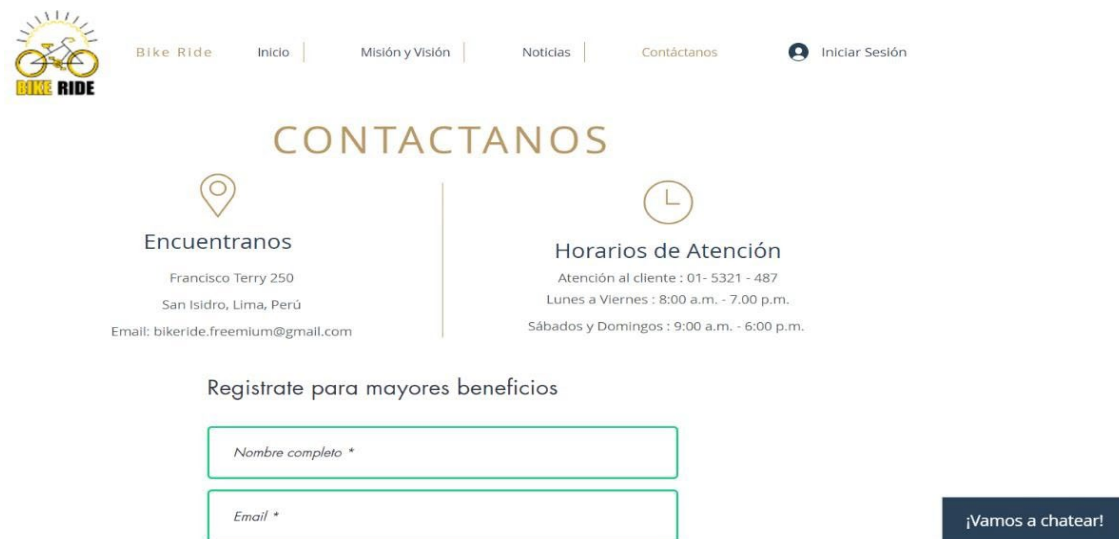 BIKE RIDE
Bike Ride Inicio Misión y Visión Noticias Contáctanos Iniciar Sesión
CONTACTANOS
Encuentranos
Francisco Terry 250
San Isidro, Lima, Perú
Email: bikeride.freemium@gmail.com
Horarios de Atención
Atención al cliente : 01- 5321 - 487
Lunes a Viernes : 8:00 a.m. - 7.00 p.m.
Sábados y Domingos : 9:00 a.m. - 6:00 p.m.
Registrate para mayores beneficios
Nombre completo *
Email *
¡Vamos a chatear!